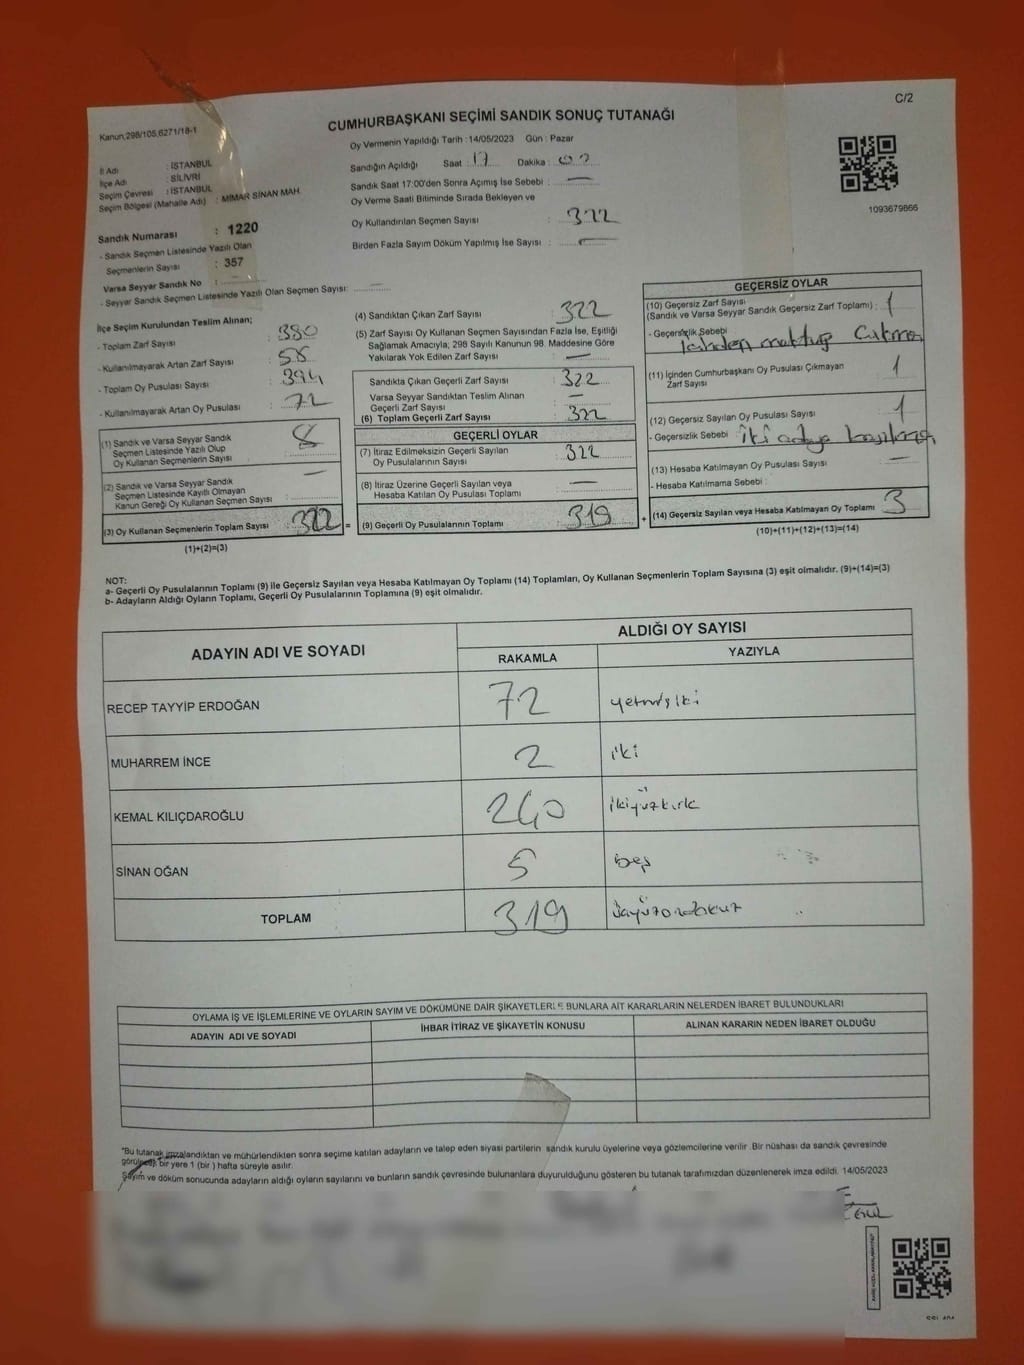 C/2
Kanun,298/105,6271/18-1
CUMHURBAŞKANI SEÇİMİ SANDIK SONUÇ TUTANAĞI
Oy Vermenin Yapıldığı Tarih : 14/05/2023 Gün : Pazar
İl Adı : İSTANBUL
İlçe Adı : SİLİVRİ
Seçim Çevresi : İSTANBUL
Seçim Bölgesi (Mahalle Adı) : MIMAR SİNAN MAH.
Sandık Numarası : 1220
- Sandık Seçmen Listesinde Yazılı Olan
Seçmenlerin Sayısı : 357
Varsa Seyyar Sandık No :
- Seyyar Sandık Seçmen Listesinde Yazılı Olan Seçmen Sayısı: —
Sandığın Açıldığı Saat : 17 Dakika :
Sandık Saat 17:00'den Sonra Açımış İse Sebebi : —
Oy Verme Saati Bitiminde Sırada Bekleyen ve
Oy Kullandırılan Seçmen Sayısı : 322
Birden Fazla Sayım Döküm Yapılmış İse Sayısı : —
1093679866
İlçe Seçim Kurulundan Teslim Alınan;
- Toplam Zarf Sayısı : 380
- Kullanılmayarak Artan Zarf Sayısı : 58
- Toplam Oy Pusulası Sayısı : 394
- Kullanılmayarak Artan Oy Pusulası : 72
(1) Sandık ve Varsa Seyyar Sandık
Seçmen Listesinde Yazılı Olup
Oy Kullanan Seçmenlerin Sayısı : 8
(2) Sandık ve Varsa Seyyar Sandık
Seçmen Listesinde Kayıtlı Olmayan
Kanun Gereği Oy Kullanan Seçmen Sayısı : —
(3) Oy Kullanan Seçmenlerin Toplam Sayısı : 322 =
(1)+(2)=(3)
(4) Sandıktan Çıkan Zarf Sayısı : 322
(5) Zarf Sayısı Oy Kullanan Seçmen Sayısından Fazla İse, Eşitliği
Sağlamak Amacıyla; 298 Sayılı Kanunun 98. Maddesine Göre
Yakılarak Yok Edilen Zarf Sayısı : —
Sandıkta Çıkan Geçerli Zarf Sayısı : 322
Varsa Seyyar Sandıktan Teslim Alınan
Geçerli Zarf Sayısı : —
(6) Toplam Geçerli Zarf Sayısı : 322
GEÇERLİ OYLAR
(7) İtiraz Edilmeksizin Geçerli Sayılan
Oy Pusulalarının Sayısı : 322
(8) İtiraz Üzerine Geçerli Sayılan veya
Hesaba Katılan Oy Pusulası Toplamı : —
(9) Geçerli Oy Pusulalarının Toplamı : 319 +
GEÇERSİZ OYLAR
(10) Geçersiz Zarf Sayısı
(Sandık ve Varsa Seyyar Sandık Geçersiz Zarf Toplamı) : 1
- Geçersizlik Sebebi
İçinden mektup Çıkma
(11) İçinden Cumhurbaşkanı Oy Pusulası Çıkmayan
Zarf Sayısı 1
(12) Geçersiz Sayılan Oy Pusulası Sayısı : 1
- Geçersizlik Sebebi : iki adaya
(13) Hesaba Katılmayan Oy Pusulası Sayısı : —
- Hesaba Katılmama Sebebi :
(14) Geçersiz Sayılan veya Hesaba Katılmayan Oy Toplamı 3
(10)+(11)+(12)+(13)=(14)
NOT:
a- Geçerli Oy Pusulalarının Toplamı (9) ile Geçersiz Sayılan veya Hesaba Katılmayan Oy Toplamı (14) Toplamları, Oy Kullanan Seçmenlerin Toplam Sayısına (3) eşit olmalıdır. (9)+(14)=(3)
b- Adayların Aldığı Oyların Toplamı, Geçerli Oy Pusulalarının Toplamına (9) eşit olmalıdır.
ADAYIN ADI VE SOYADI
ALDIĞI OY SAYISI
RAKAMLA YAZIYLA
RECEP TAYYİP ERDOĞAN 72 yetmişiki
MUHARREM İNCE 2 iki
KEMAL KILIÇDAROĞLU 240 ikiyüzkırk
SİNAN OĞAN 5 beş
TOPLAM 319 üçyüzondokuz
OYLAMA İŞ VE İŞLEMLERİNE VE OYLARIN SAYIM VE DÖKÜMÜNE DAİR ŞİKAYETLERLE BUNLARA AİT KARARLARIN NELERDEN İBARET BULUNDUKLARI
ADAYIN ADI VE SOYADI İHBAR İTİRAZ VE ŞİKAYETİN KONUSU ALINAN KARARIN NEDEN İBARET OLDUĞU
*Bu tutanak imzalandıktan ve mühürlendikten sonra seçime katılan adayların ve talep eden siyasi partilerin sandık kurulu üyelerine veya gözlemcilerine verilir .Bir nüshası da sandık çevresinde
görülecek bir yere 1 (bir ) hafta süreyle asılır.
Sayım ve döküm sonucunda adayların aldığı oyların sayılarını ve bunların sandık çevresinde bulunanlara duyurulduğunu gösteren bu tutanak tarafımızdan düzenlenerek imza edildi. 14/05/2023